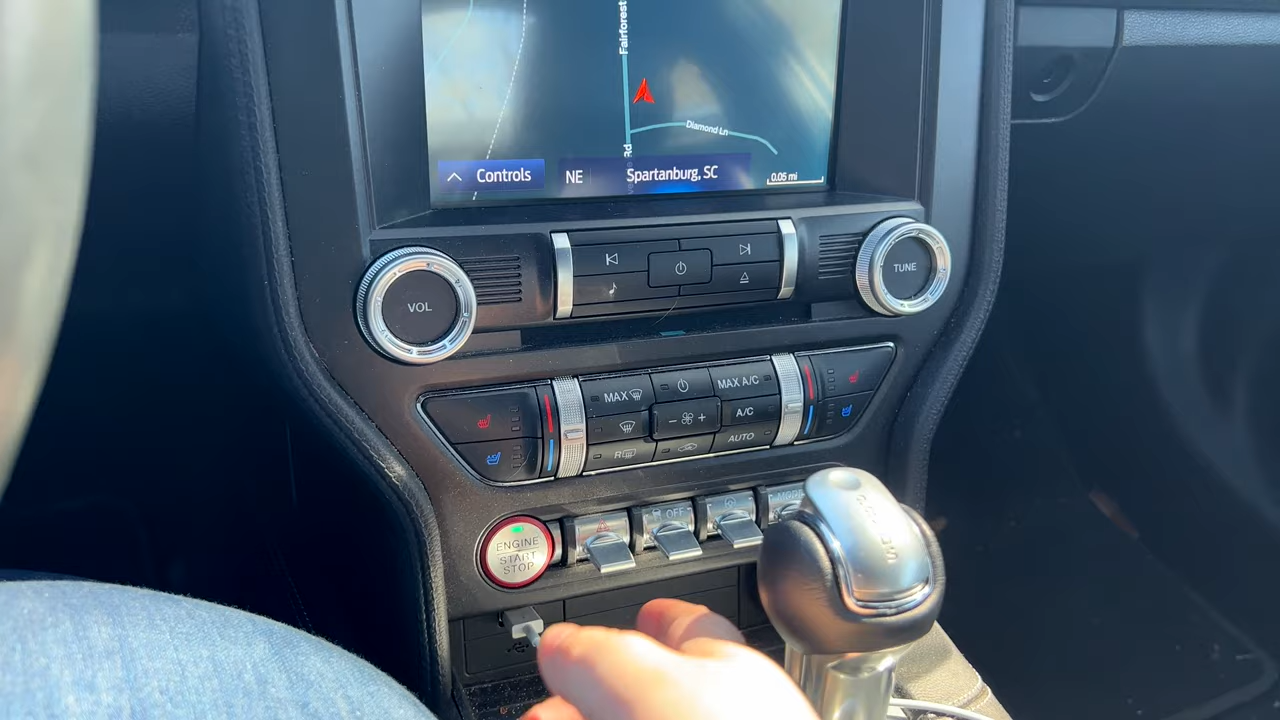 Fairforest
Diamond Ln
Rd
Controls
NE
Spartanburg, SC
0.05 mi
VOL
TUNE
MAX
MAX A/C
A/C
R
AUTO
ENGINE
START
STOP
OFF
MODE